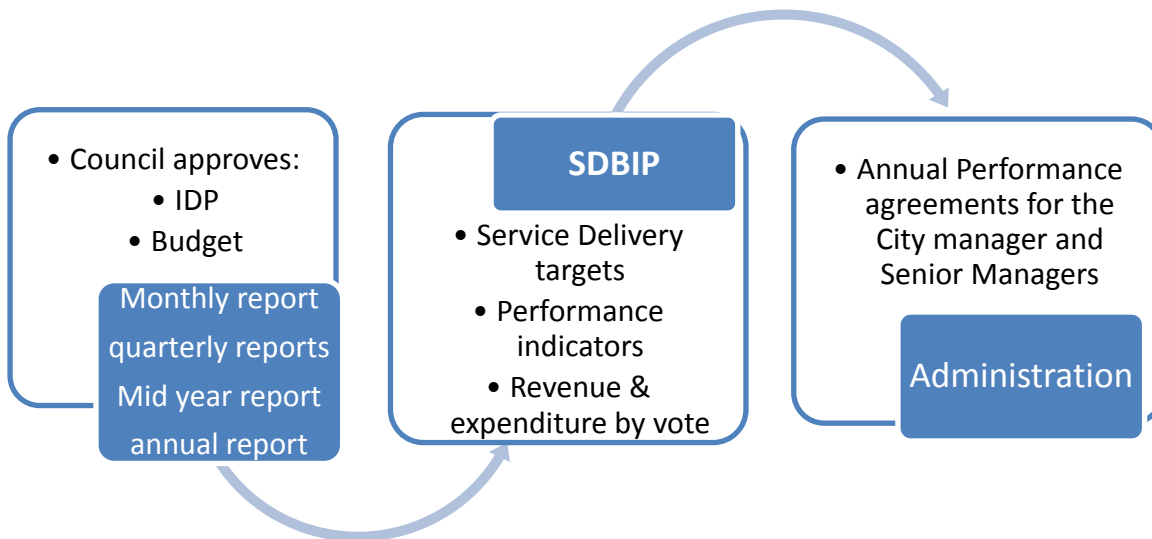 • Council approves:
• IDP
• Budget
Monthly report
quarterly reports
Mid year report
annual report
SDBIP
• Service Delivery
targets
• Performance
indicators
• Revenue &
expenditure by vote
• Annual Performance
agreements for the
City manager and
Senior Managers
Administration